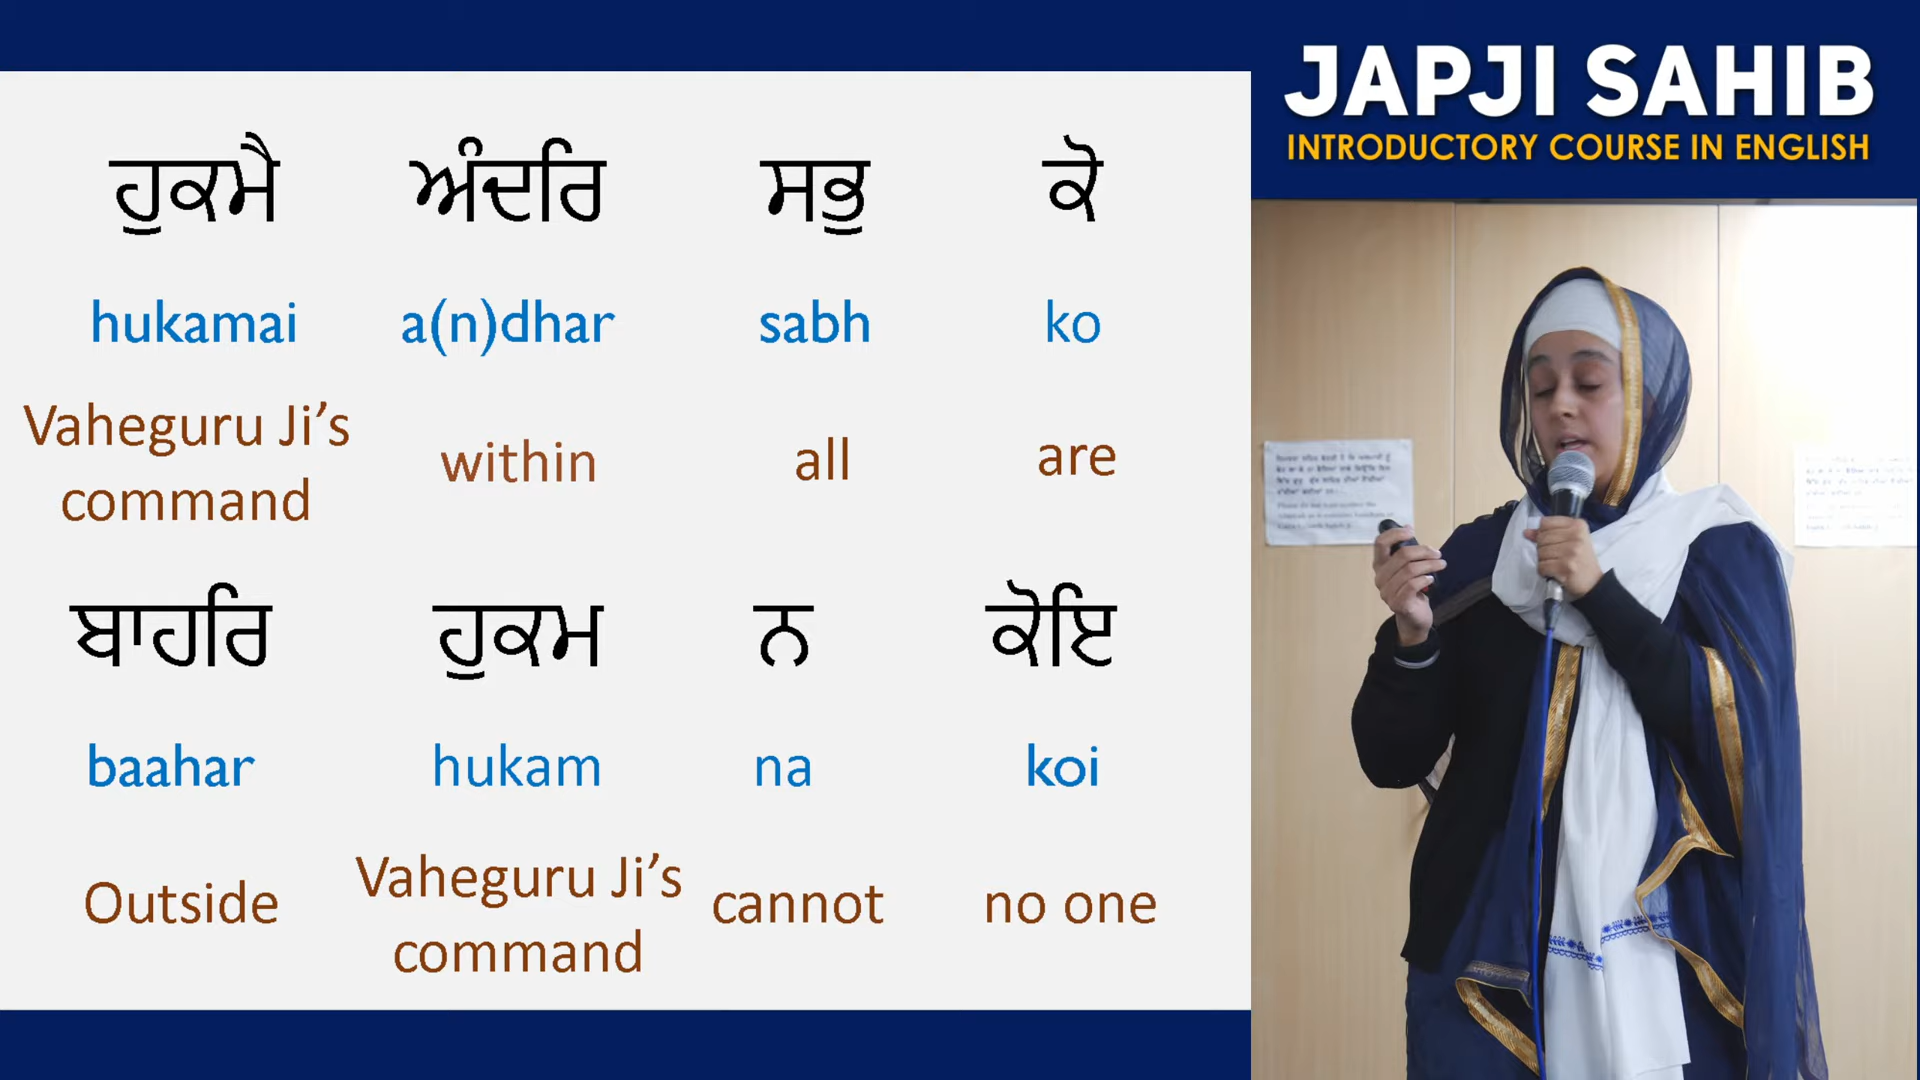 JAPJI SAHIB
INTRODUCTORY COURSE IN ENGLISH
ਹੁਕਮੈ ਅੰਦਰਿ ਸਭੁ ਕੋ
hukamai a(n)dhar sabh ko
Vaheguru Ji’s command within all are
ਬਾਹਰਿ ਹੁਕਮ ਨ ਕੋਇ
baahar hukam na koi
Outside Vaheguru Ji’s command cannot no one